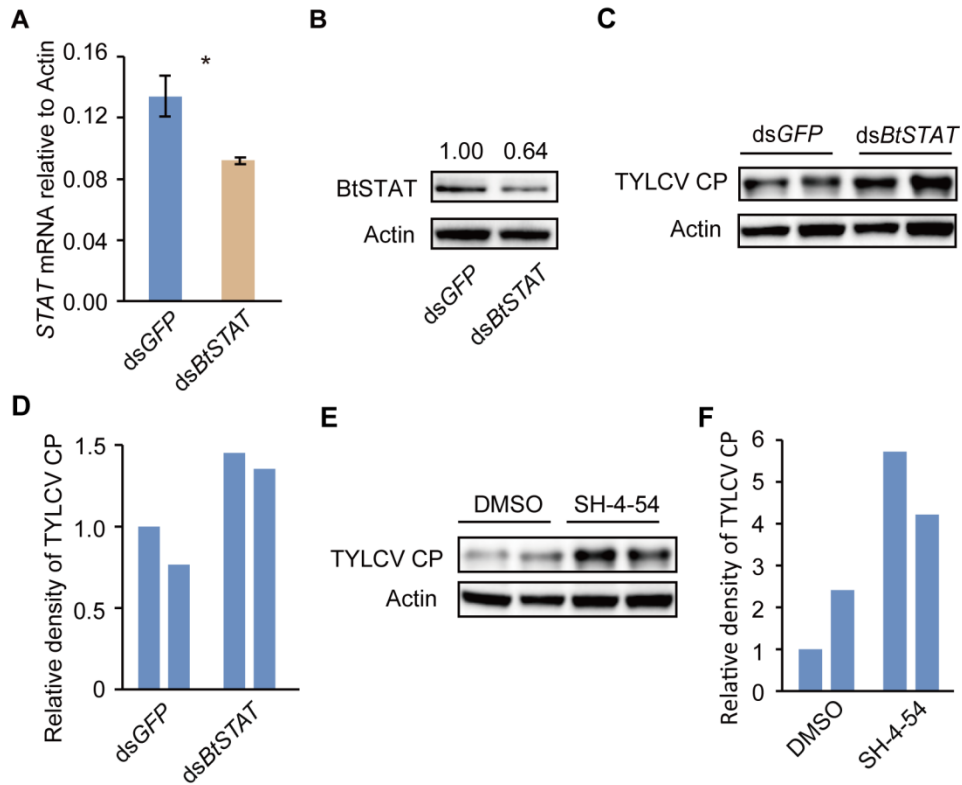 A
STAT mRNA relative to Actin
0.16
0.12
0.08
0.04
0.00
*
dsGFP
dsBtSTAT
B
1.00 0.64
BtSTAT
Actin
dsGFP
dsBtSTAT
C
dsGFP dsBtSTAT
TYLCV CP
Actin
D
Relative density of TYLCV CP
1.5
1.0
0.5
0
dsGFP
dsBtSTAT
E
DMSO SH-4-54
TYLCV CP
Actin
F
Relative density of TYLCV CP
6
5
4
3
2
1
0
DMSO
SH-4-54